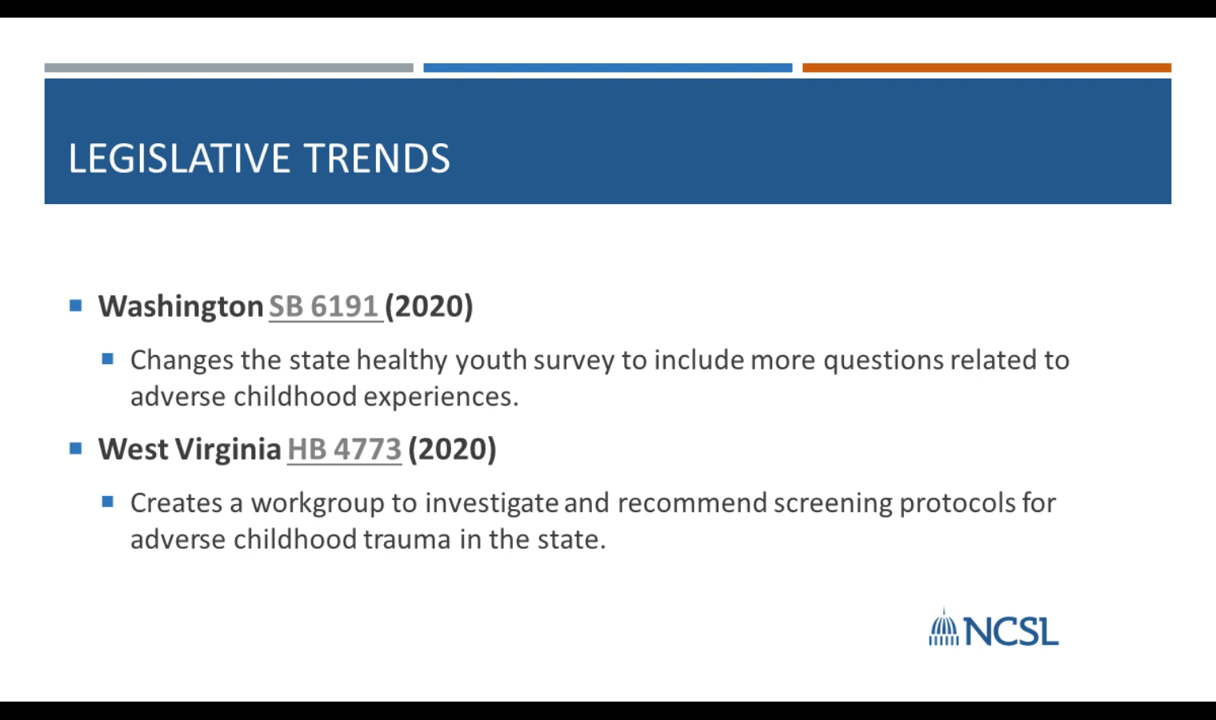 LEGISLATIVE TRENDS
Washington SB 6191 (2020)
Changes the state healthy youth survey to include more questions related to
adverse childhood experiences.
West Virginia HB 4773 (2020)
Creates a workgroup to investigate and recommend screening protocols for
adverse childhood trauma in the state.
NCSL